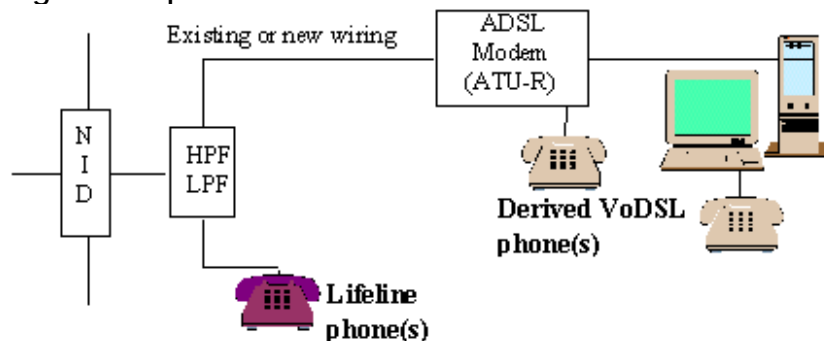 Existing or new wiring
ADSL
Modem
(ATU-R)
N
I
D
HPF
LPF
Derived VoDSL
phone(s)
Lifeline
phone(s)